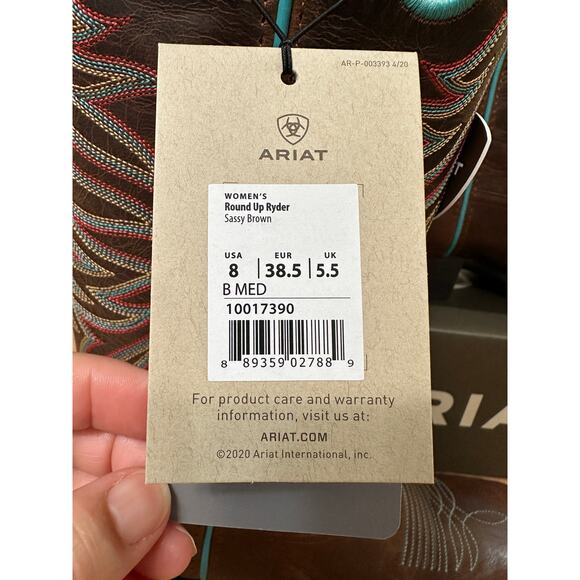 AR-P-003393 4/20
ARIAT
WOMEN'S
Round Up Ryder
Sassy Brown
USA EUR UK
8 38.5 5.5
B MED
10017390
8 89359 02788 9
For product care and warranty
information, visit us at:
ARIAT.COM
©2020 Ariat International, inc.
RIA